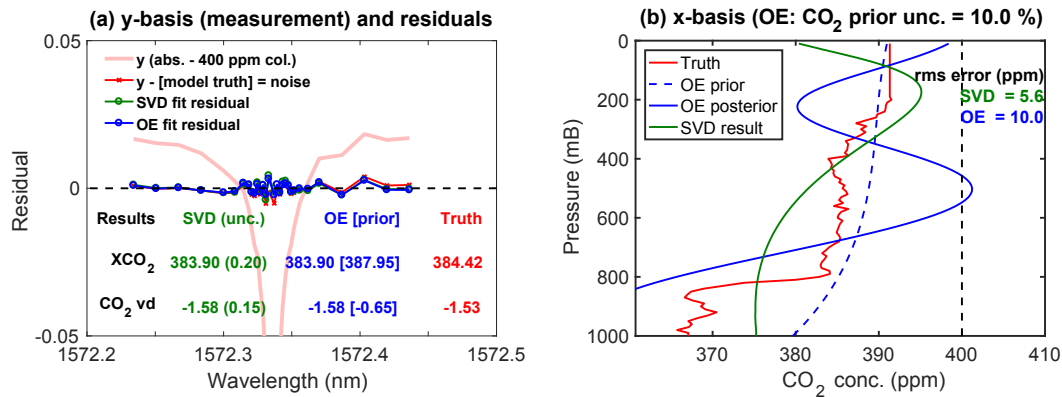 (a) y-basis (measurement) and residuals
0.05
0
-0.05
Residual
y (abs. - 400 ppm col.)
y - [model truth] = noise
SVD fit residual
OE fit residual
Results SVD (unc.) OE [prior] Truth
XCO₂ 383.90 (0.20) 383.90 [387.95] 384.42
CO₂ vd -1.58 (0.15) -1.58 [-0.65] -1.53
1572.2 1572.3 1572.4 1572.5
Wavelength (nm)
(b) x-basis (OE: CO₂ prior unc. = 10.0 %)
0
200
400
600
800
1000
Pressure (mB)
Truth
OE prior
OE posterior
SVD result
rms error (ppm)
SVD = 5.6
OE = 10.0
370 380 390 400 410
CO₂ conc. (ppm)